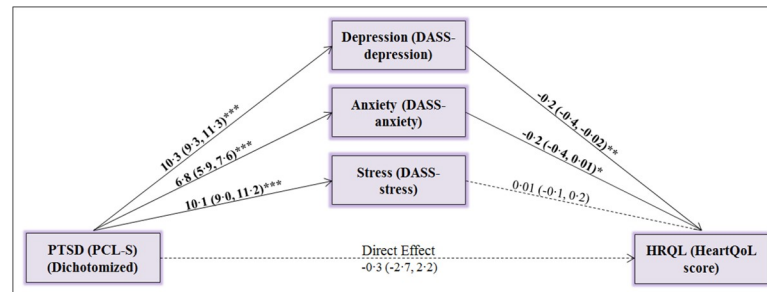 Depression (DASS-
depression)
Anxiety (DASS-
anxiety)
Stress (DASS-
stress)
10·3 (9·3, 11·3)***
6·8 (5·9, 7·6)***
10·1 (9·0, 11·2)***
-0·2 (-0·4, -0·02)**
-0·2 (-0·4, 0·01)*
0·01 (-0·1, 0·2)
PTSD (PCL-S)
(Dichotomized)
Direct Effect
-0·3 (-2·7, 2·2)
HRQL (HeartQoL
score)